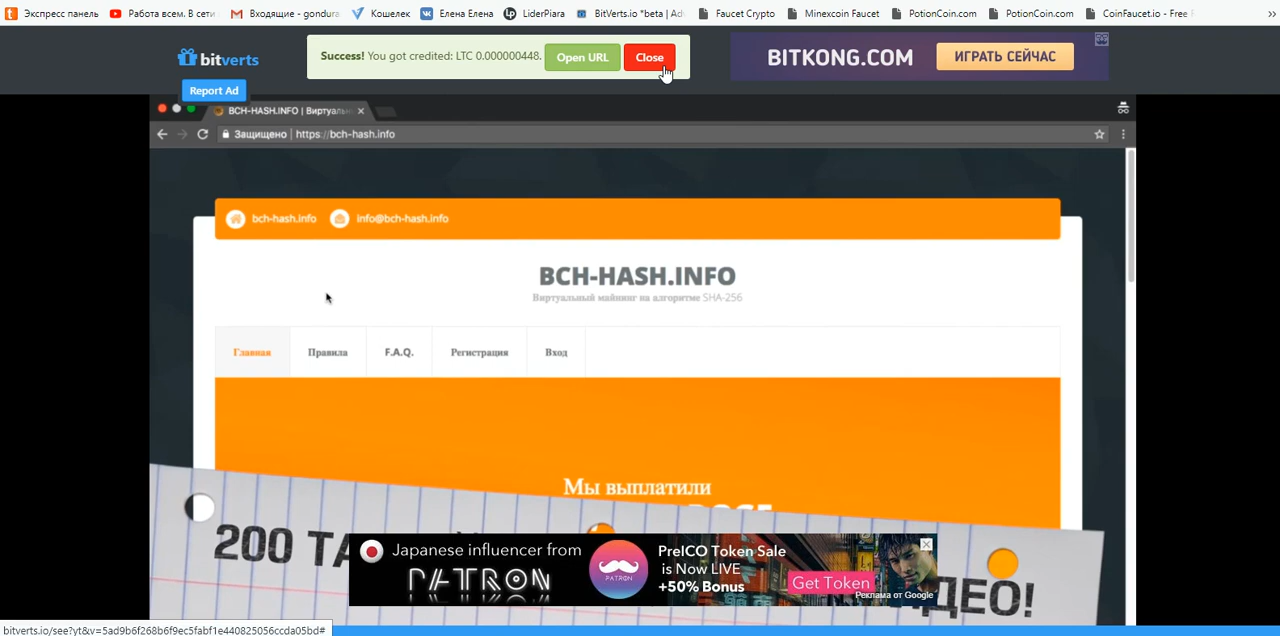 Экспресс панель
Работа всем. В сети
Входящие - gondura
Кошелек
Елена Елена
LiderPiara
BitVerts.io *beta | Adv
Faucet Crypto
Minexcoin Faucet
PotionCoin.com
PotionCoin.com
CoinFaucet.io - Free
bitverts
Success! You got credited: LTC 0.000000448.
Open URL
Close
BITKONG.COM
ИГРАТЬ СЕЙЧАС
Report Ad
BCH-HASH.INFO | Виртуальн
Защищено | https://bch-hash.info
bch-hash.info
info@bch-hash.info
BCH-HASH.INFO
Виртуальный майнинг на алгоритме SHA-256
Главная
Правила
F.A.Q.
Регистрация
Вход
Мы выплатили
200 ТА
ДЕО!
Japanese influencer from
PATRON
PATRON
PreICO Token Sale
is Now LIVE
+50% Bonus
Get Token
Реклама от Google
bitverts.io/see?yt&v=5ad9b6f268b6f9ec5fabf1e440825056ccda05bd#